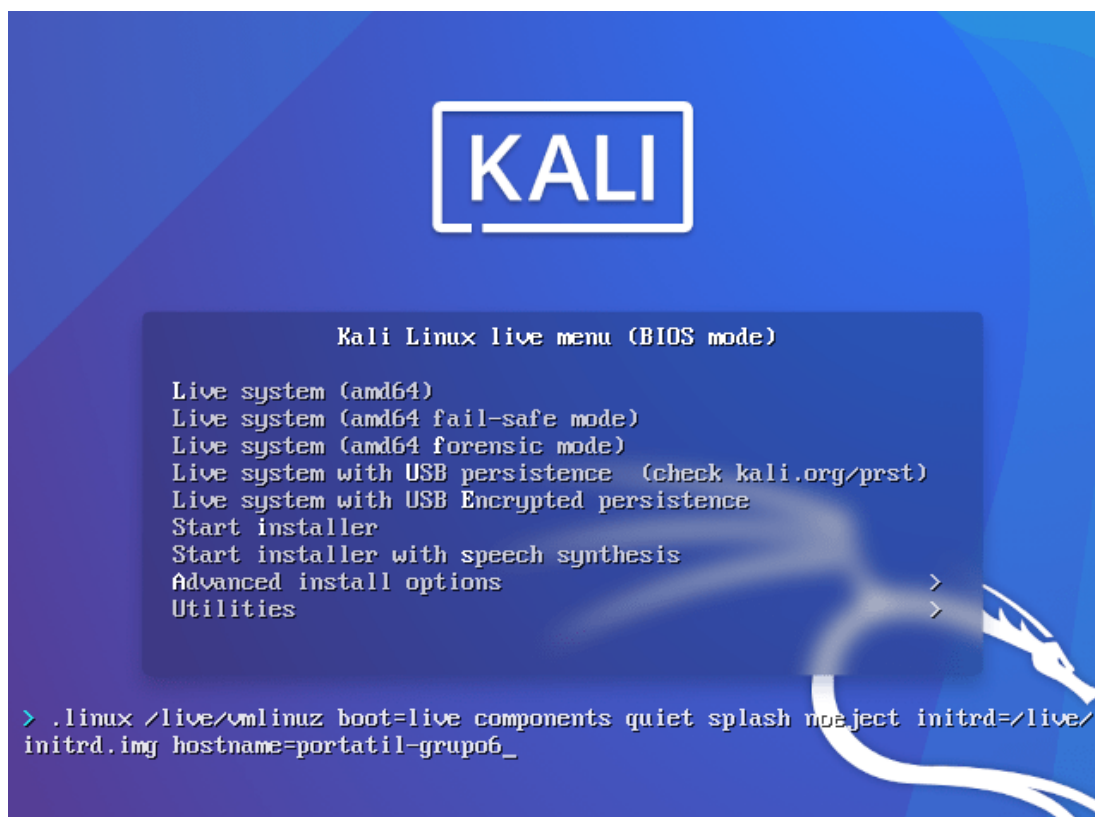 KALI
Kali Linux live menu (BIOS mode)
Live system (amd64)
Live system (amd64 fail-safe mode)
Live system (amd64 forensic mode)
Live system with USB persistence (check kali.org/prst)
Live system with USB Encrypted persistence
Start installer
Start installer with speech synthesis
Advanced install options >
Utilities >
> .linux /live/vmlinuz boot=live components quiet splash noeject initrd=/live/
initrd.img hostname=portatil-grupo6_